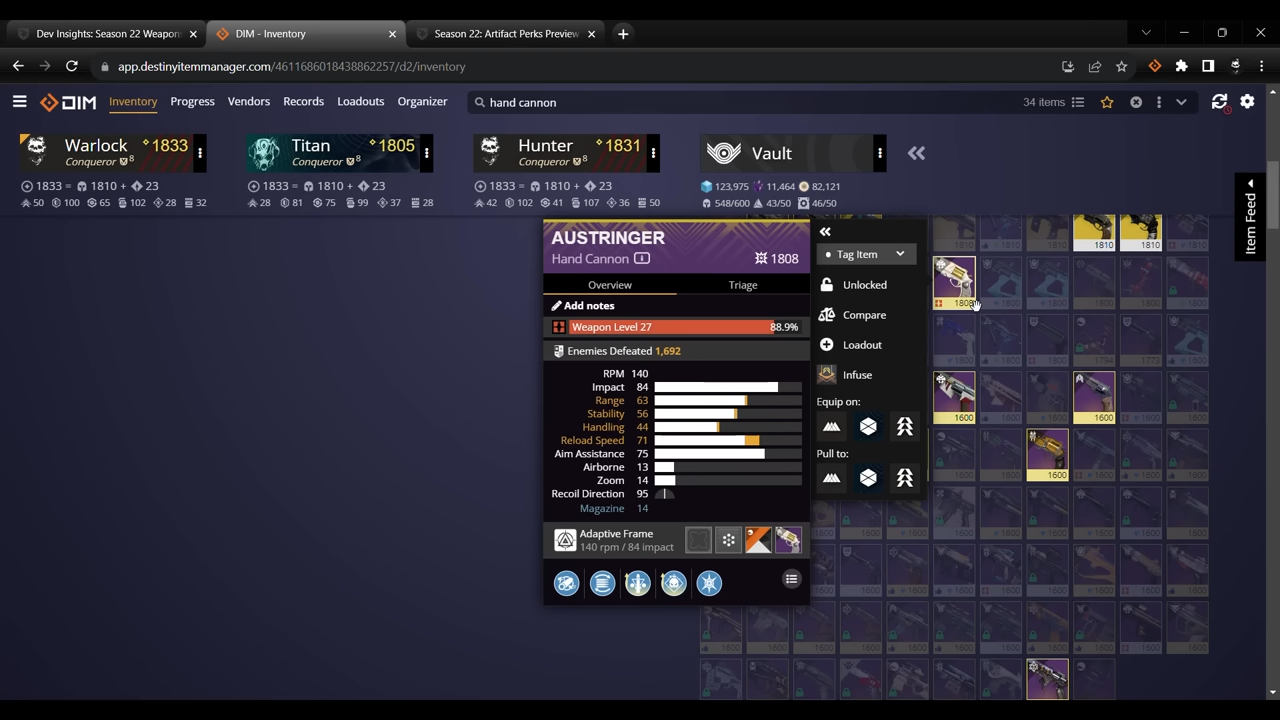 Dev Insights: Season 22 Weapon
DIM - Inventory
Season 22: Artifact Perks Preview
app.destinyitemmanager.com/4611686018438862257/d2/inventory
DIM Inventory Progress Vendors Records Loadouts Organizer
hand cannon
34 items
Warlock 1833
Conqueror 8
1833 = 1810 + 23
50 100 65 102 28 32
Titan 1805
Conqueror 8
1833 = 1810 + 23
28 81 75 99 37 28
Hunter 1831
Conqueror 8
1833 = 1810 + 23
42 102 41 107 36 50
Vault
123,975 11,464 82,121
548/600 43/50 46/50
Item Feed
AUSTRINGER
Hand Cannon
1808
Overview Triage
Add notes
Weapon Level 27 88.9%
Enemies Defeated 1,692
RPM 140
Impact 84
Range 63
Stability 56
Handling 44
Reload Speed 71
Aim Assistance 75
Airborne 13
Zoom 14
Recoil Direction 95
Magazine 14
Adaptive Frame
140 rpm / 84 impact
Tag Item
Unlocked
Compare
Loadout
Infuse
Equip on:
Pull to:
1810 1810
1600 1600
1600